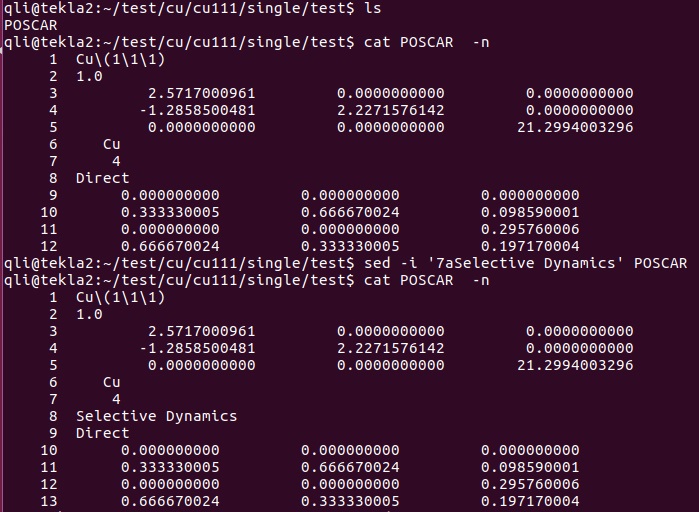 qli@tekla2:~/test/cu/cu111/single/test$ ls
POSCAR
qli@tekla2:~/test/cu/cu111/single/test$ cat POSCAR  -n
     1  Cu\(1\1\1)
     2  1.0
     3          2.5717000961         0.0000000000         0.0000000000
     4         -1.2858500481         2.2271576142         0.0000000000
     5          0.0000000000         0.0000000000        21.2994003296
     6     Cu
     7      4
     8  Direct
     9       0.000000000         0.000000000         0.000000000
    10       0.333330005         0.666670024         0.098590001
    11       0.000000000         0.000000000         0.295760006
    12       0.666670024         0.333330005         0.197170004
qli@tekla2:~/test/cu/cu111/single/test$ sed -i '7aSelective Dynamics' POSCAR
qli@tekla2:~/test/cu/cu111/single/test$ cat POSCAR  -n
     1  Cu\(1\1\1)
     2  1.0
     3          2.5717000961         0.0000000000         0.0000000000
     4         -1.2858500481         2.2271576142         0.0000000000
     5          0.0000000000         0.0000000000        21.2994003296
     6     Cu
     7      4
     8  Selective Dynamics
     9  Direct
    10       0.000000000         0.000000000         0.000000000
    11       0.333330005         0.666670024         0.098590001
    12       0.000000000         0.000000000         0.295760006
    13       0.666670024         0.333330005         0.197170004